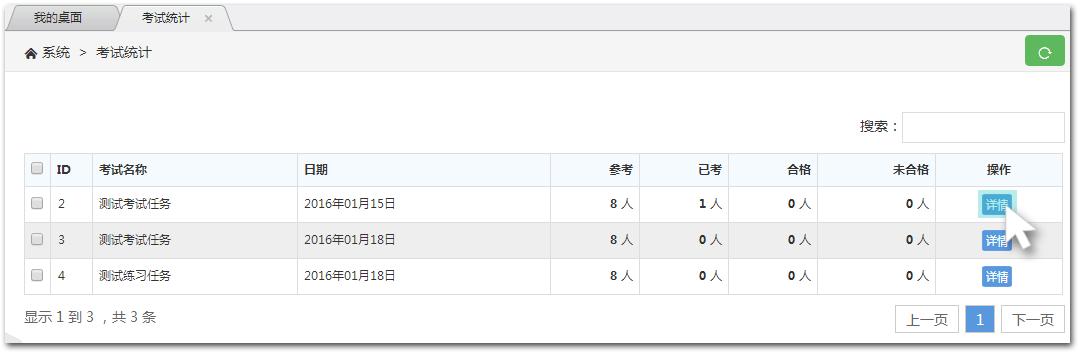 我的桌面 考试统计 ×
系统 > 考试统计
搜索：
ID 考试名称 日期 参考 已考 合格 未合格 操作
2 测试考试任务 2016年01月15日 8 人 1 人 0 人 0 人 详情
3 测试考试任务 2016年01月18日 8 人 0 人 0 人 0 人 详情
4 测试练习任务 2016年01月18日 8 人 0 人 0 人 0 人 详情
显示 1 到 3 ，共 3 条 上一页 1 下一页